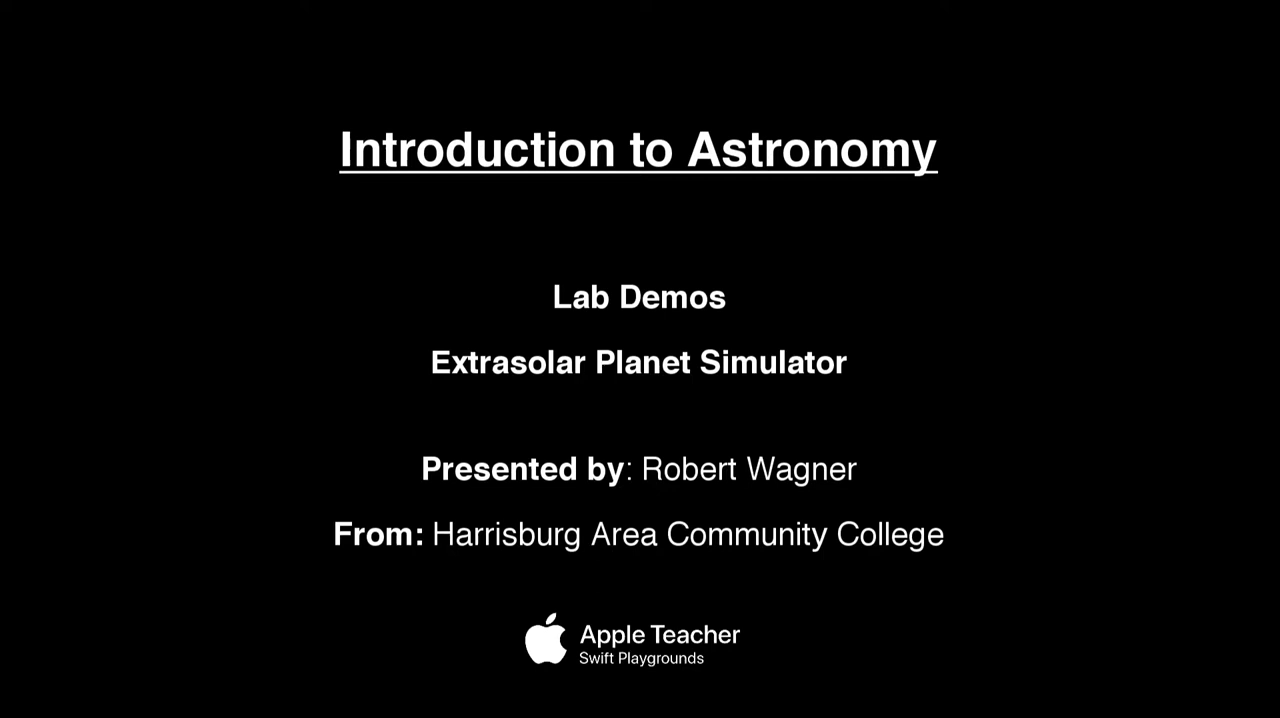 Introduction to Astronomy
Lab Demos
Extrasolar Planet Simulator
Presented by: Robert Wagner
From: Harrisburg Area Community College
Apple Teacher
Swift Playgrounds